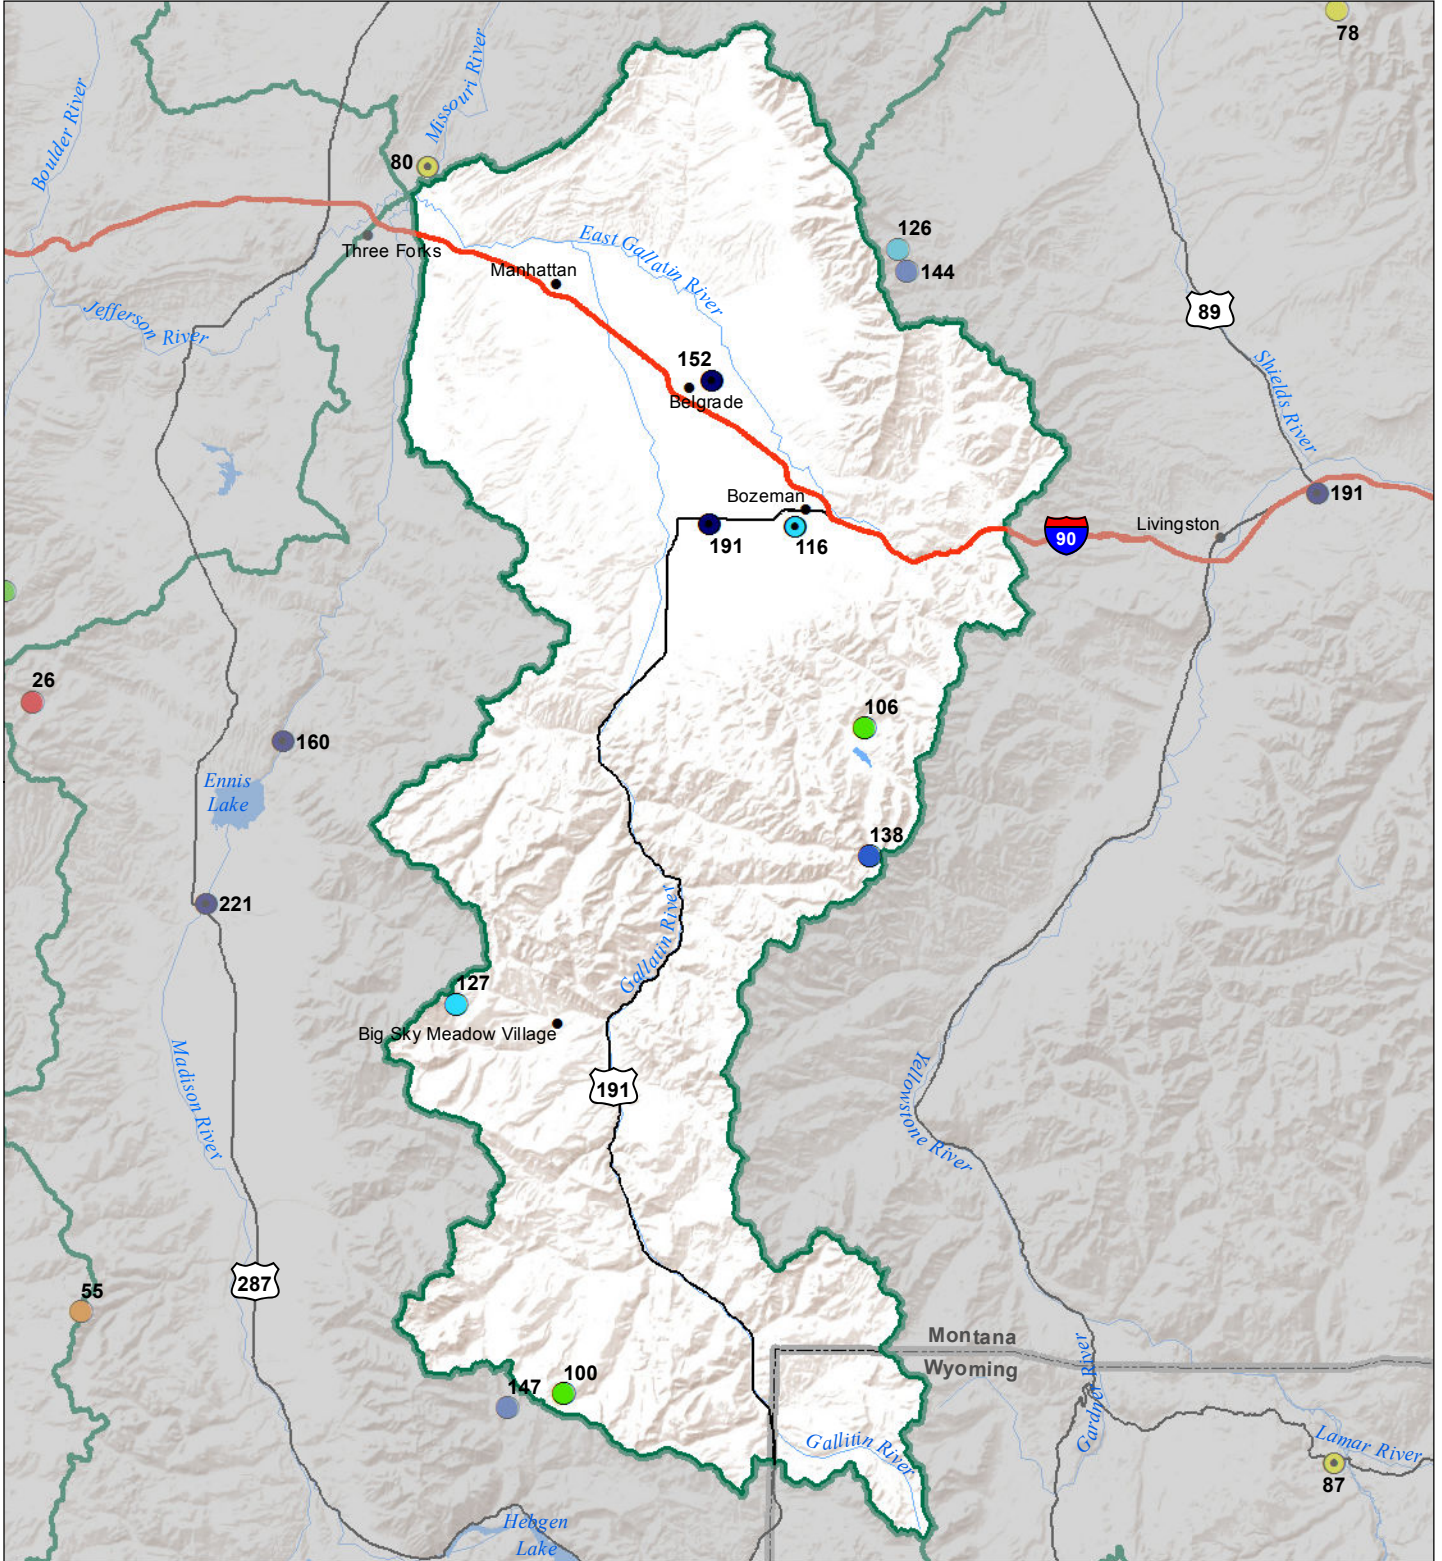 78
Missouri River
Boulder River
80
126
144
Three Forks
East Gallatin River
Manhattan
Jefferson River
89
152
Belgrade
Shields River
Bozeman
191
191
116
90
Livingston
26
106
160
Ennis
Lake
138
221
Gallatin River
127
Big Sky Meadow Village
Madison River
191
Yellowstone River
287
55
Montana
Wyoming
Gardner River
100
147
Gallitin River
Lamar River
87
Hebgen
Lake